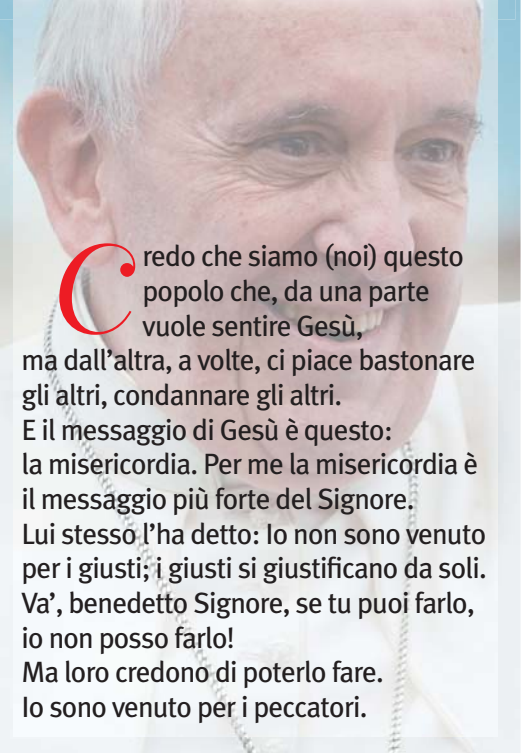 Credo che siamo (noi) questo
popolo che, da una parte
vuole sentire Gesù,
ma dall’altra, a volte, ci piace bastonare
gli altri, condannare gli altri.
E il messaggio di Gesù è questo:
la misericordia. Per me la misericordia è
il messaggio più forte del Signore.
Lui stesso l’ha detto: Io non sono venuto
per i giusti; i giusti si giustificano da soli.
Va’, benedetto Signore, se tu puoi farlo,
io non posso farlo!
Ma loro credono di poterlo fare.
Io sono venuto per i peccatori.